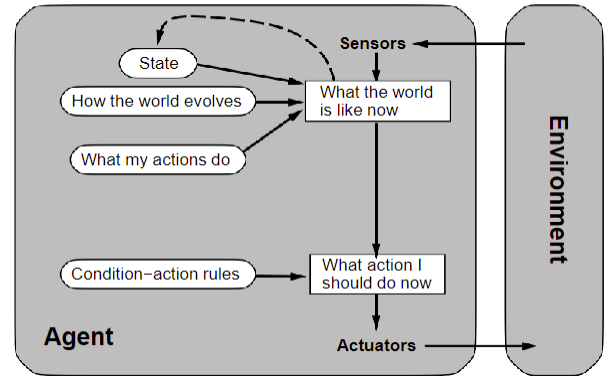 Sensors
State
What the world
is like now
How the world evolves
What my actions do
Environment
What action I
should do now
Condition−action rules
Agent
Actuators